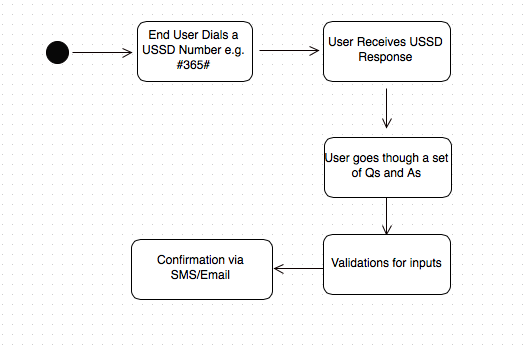 End User Dials a
USSD Number e.g.
#365#
User Receives USSD
Response
User goes though a set
of Qs and As
Validations for inputs
Confirmation via
SMS/Email